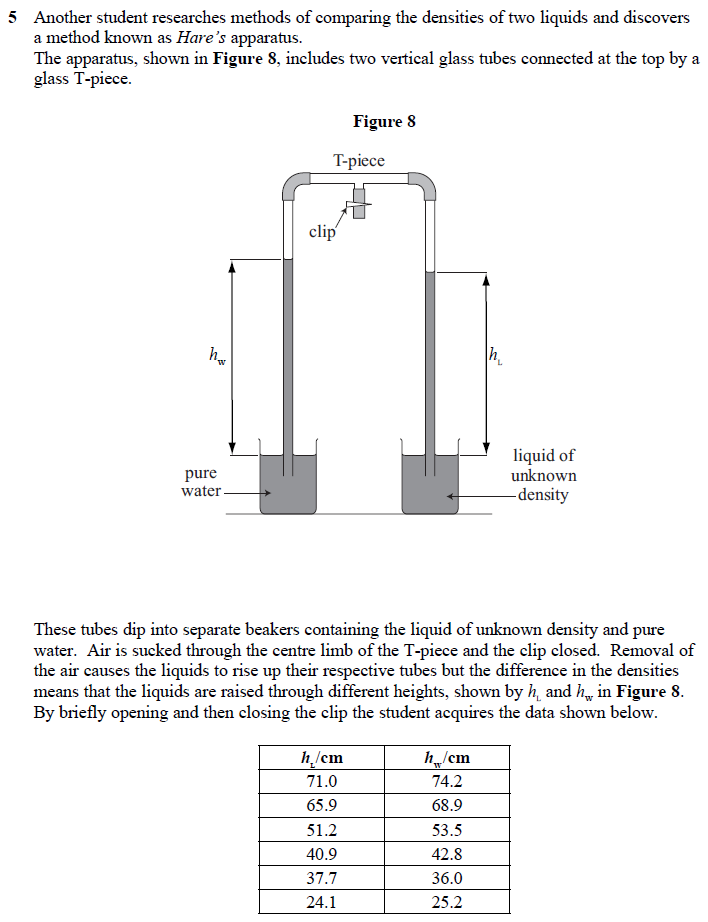 5 Another student researches methods of comparing the densities of two liquids and discovers
a method known as Hare's apparatus.
The apparatus, shown in Figure 8, includes two vertical glass tubes connected at the top by a
glass T-piece.
Figure 8
T-piece
clip
hw
hL
pure
water
liquid of
unknown
density
These tubes dip into separate beakers containing the liquid of unknown density and pure
water. Air is sucked through the centre limb of the T-piece and the clip closed. Removal of
the air causes the liquids to rise up their respective tubes but the difference in the densities
means that the liquids are raised through different heights, shown by hL and hw in Figure 8.
By briefly opening and then closing the clip the student acquires the data shown below.
hL/cm hw/cm
71.0 74.2
65.9 68.9
51.2 53.5
40.9 42.8
37.7 36.0
24.1 25.2